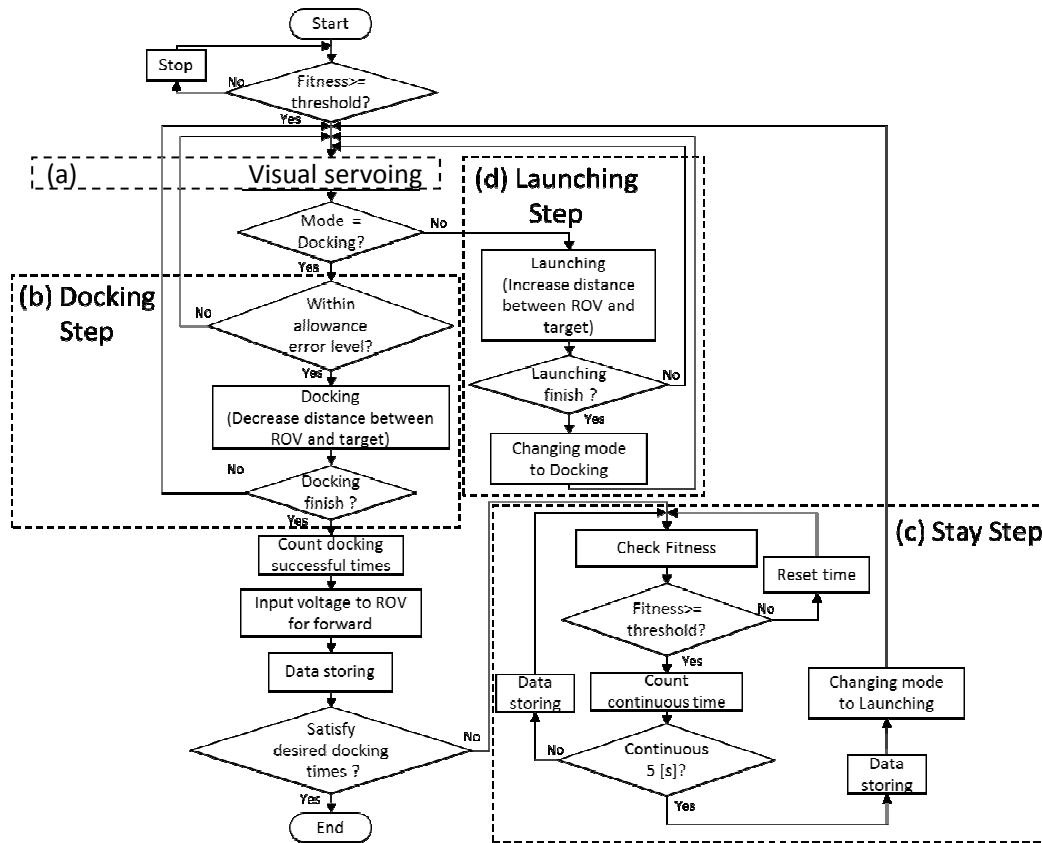 Start
Stop
No
Fitness>=
threshold?
Yes
(a)
Visual servoing
Mode =
Docking?
No
Yes
(d) Launching
Step
Launching
(Increase distance
between ROV and
target)
Launching
finish ?
No
Yes
Changing mode
to Docking
(b) Docking
Step
No
Within
allowance
error level?
Yes
Docking
(Decrease distance between
ROV and target)
No
Docking
finish ?
Yes
Count docking
successful times
Input voltage to ROV
for forward
Data storing
Satisfy
desired docking
times ?
No
Yes
End
(c) Stay Step
Check Fitness
Reset time
Fitness>=
threshold?
No
Yes
Data
storing
Count
continuous time
No
Continuous
5 [s]?
Yes
Changing mode
to Launching
Data
storing